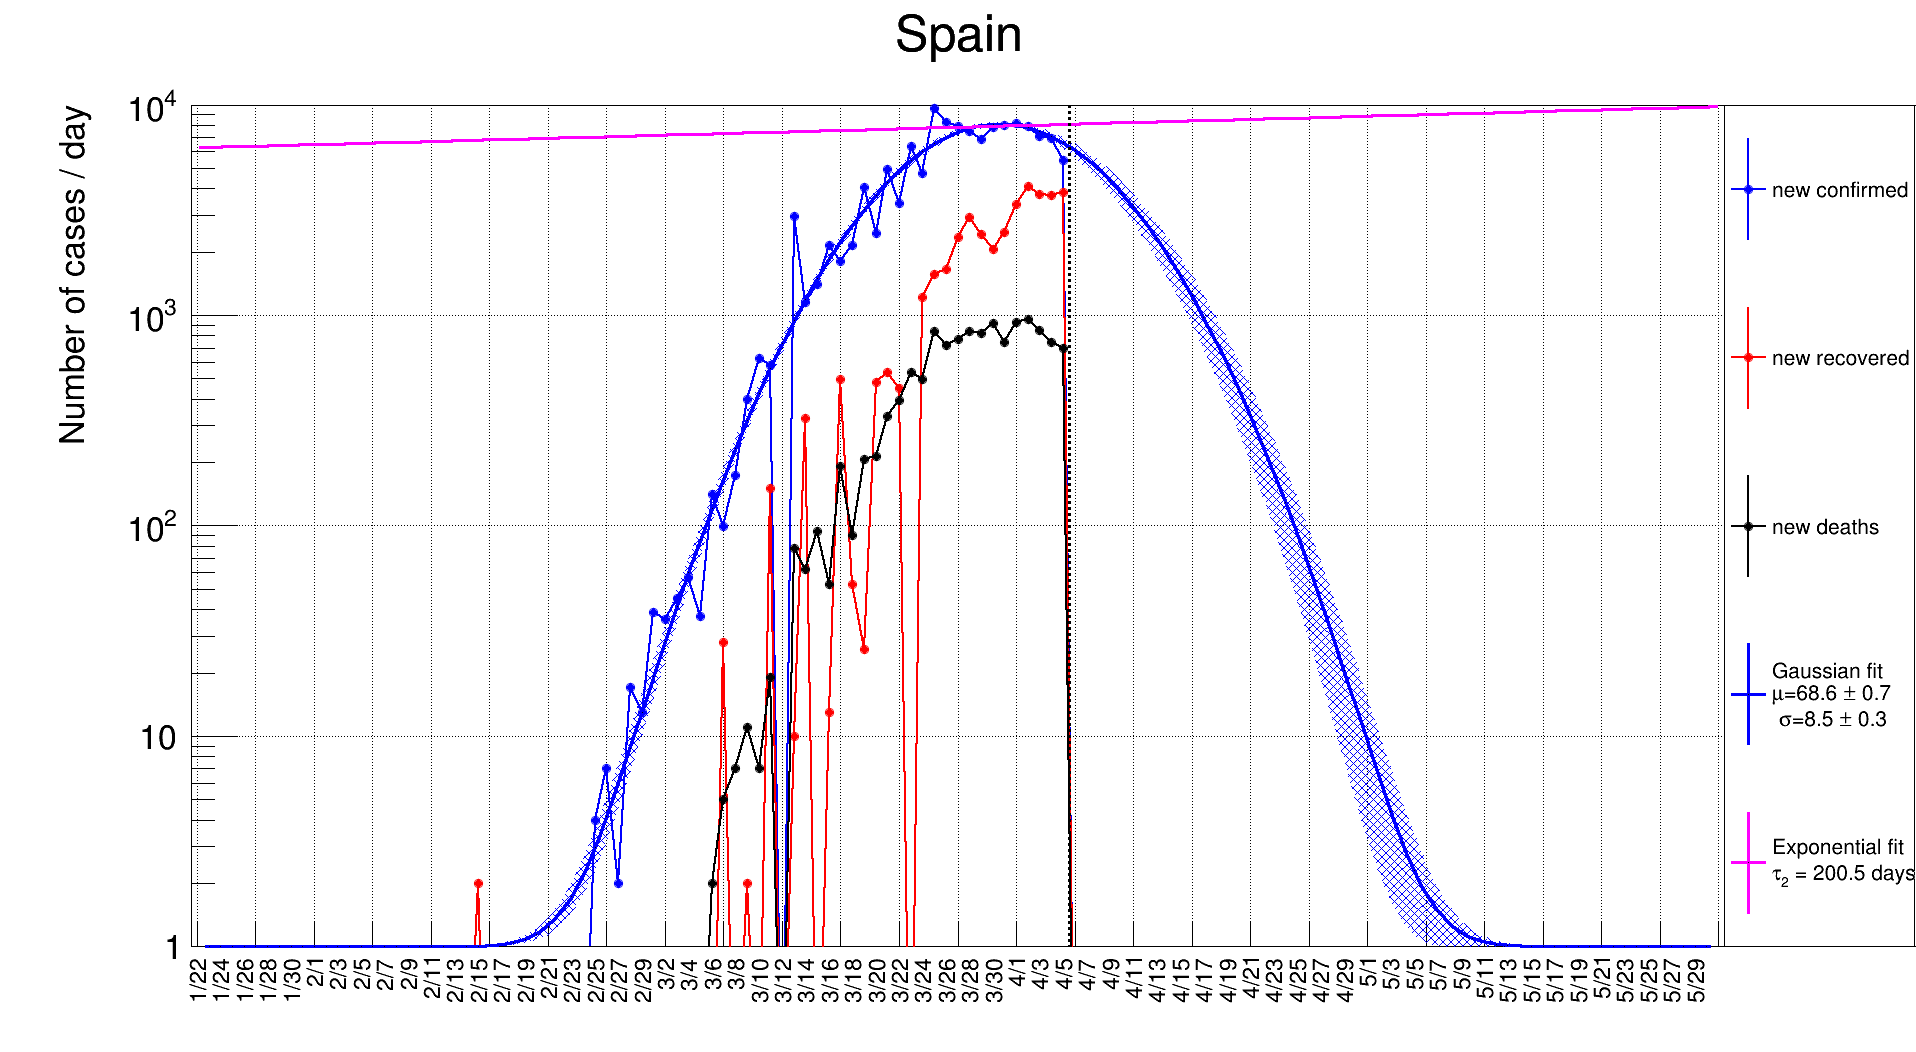 Spain
Number of cases / day
10⁴
10³
10²
10
1
1/22 1/24 1/26 1/28 1/30 2/1 2/3 2/5 2/7 2/9 2/11 2/13 2/15 2/17 2/19 2/21 2/23 2/25 2/27 2/29 3/2 3/4 3/6 3/8 3/10 3/12 3/14 3/16 3/18 3/20 3/22 3/24 3/26 3/28 3/30 4/1 4/3 4/5 4/7 4/9 4/11 4/13 4/15 4/17 4/19 4/21 4/23 4/25 4/27 4/29 5/1 5/3 5/5 5/7 5/9 5/11 5/13 5/15 5/17 5/19 5/21 5/23 5/25 5/27 5/29
new confirmed
new recovered
new deaths
Gaussian fit
μ=68.6 ± 0.7
σ=8.5 ± 0.3
Exponential fit
τ₂ = 200.5 days